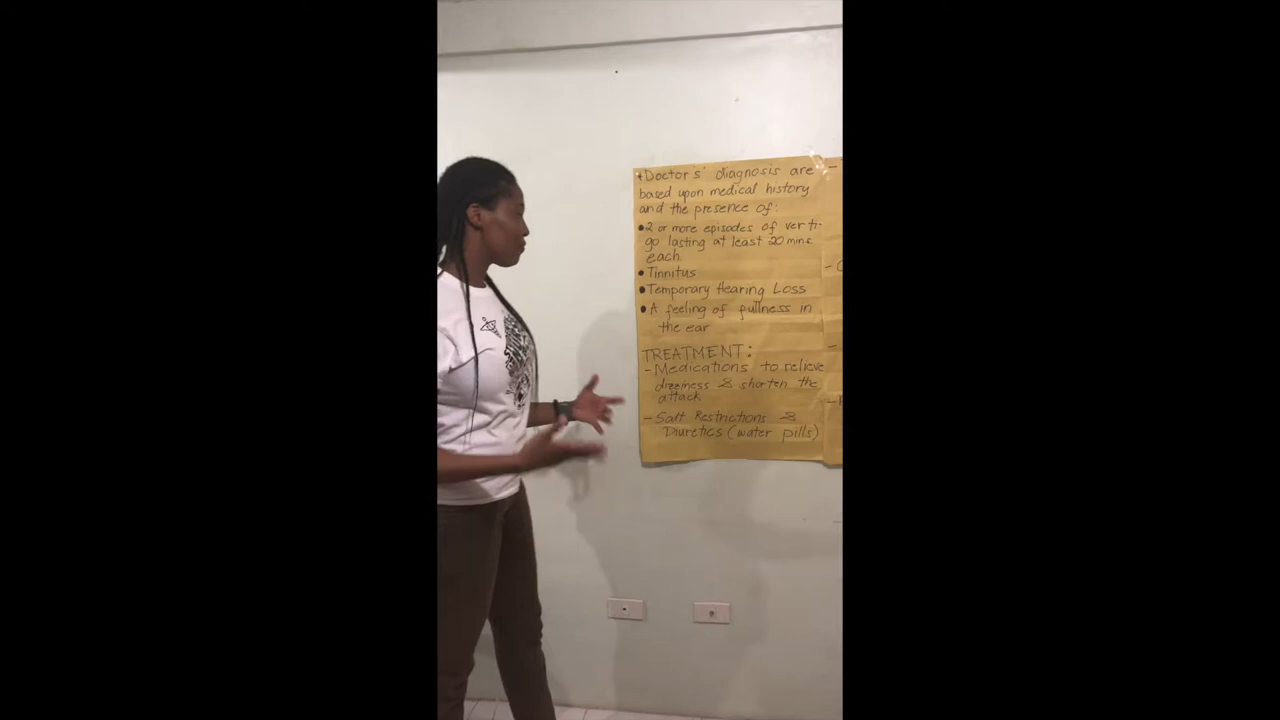 * Doctor's' diagnosis are
based upon medical history
and the presence of:
• 2 or more episodes of verti-
go lasting at least 20 mins.
each.
• Tinnitus
• Temporary Hearing Loss
• A feeling of fullness in
the ear
TREATMENT:
- Medications to relieve
dizziness & shorten the
attack
- Salt Restrictions &
Diuretics (water pills)